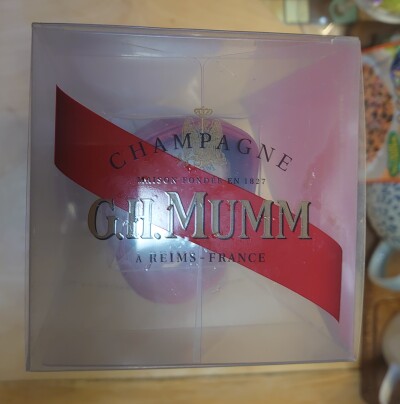 CHAMPAGNE
MAISON FONDÉE EN 1827
G.H.MUMM
A REIMS - FRANCE